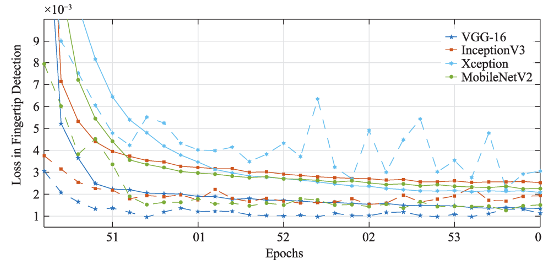 ×10⁻³
9
8
7
6
5
4
3
2
1
Loss in Fingertip Detection
VGG-16
InceptionV3
Xception
MobileNetV2
51 01 52 02 53 0
Epochs